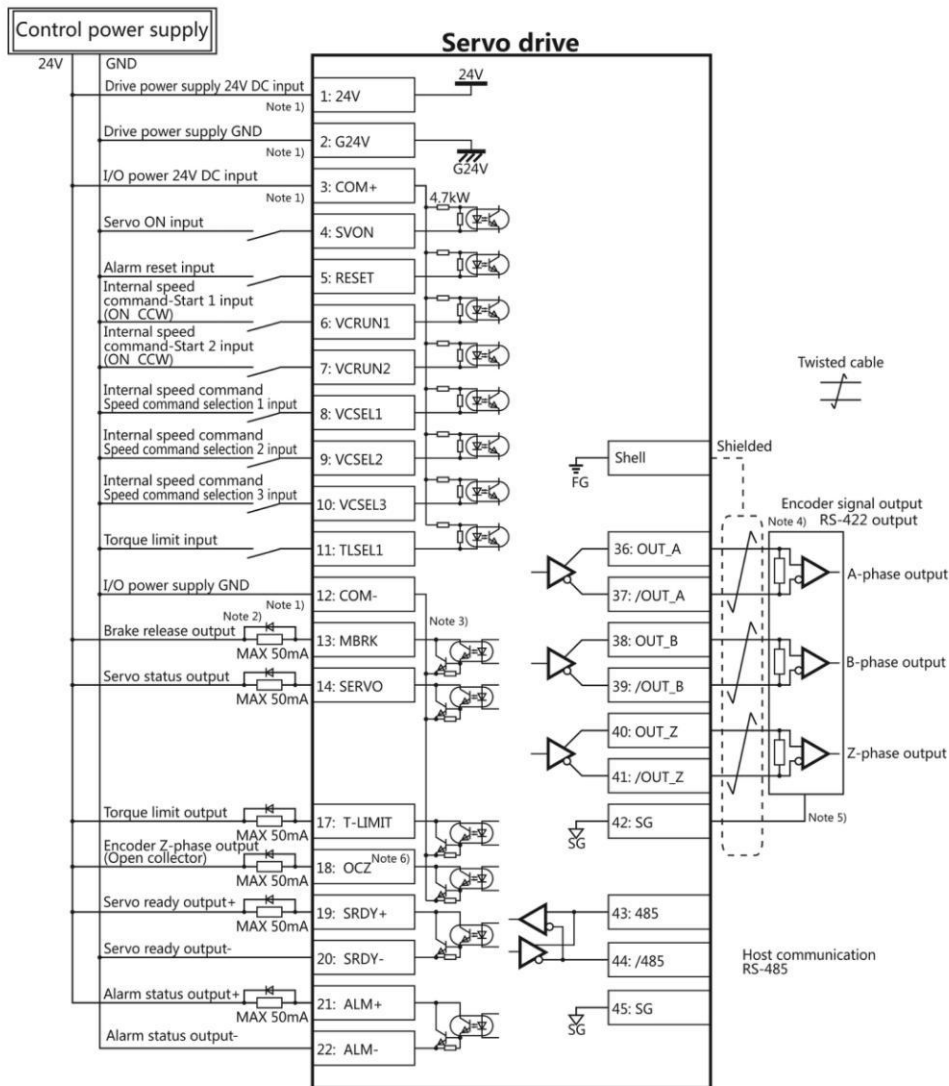 Control power supply
Servo drive
24V
GND
24V
Drive power supply 24V DC input
Note 1)
1: 24V
Drive power supply GND
Note 1)
2: G24V
G24V
I/O power 24V DC input
Note 1)
3: COM+
4.7kW
Servo ON input
4: SVON
Alarm reset input
5: RESET
Internal speed
command-Start 1 input
(ON CCW)
6: VCRUN1
Internal speed
command-Start 2 input
(ON CCW)
7: VCRUN2
Internal speed command
Speed command selection 1 input
8: VCSEL1
Internal speed command
Speed command selection 2 input
9: VCSEL2
Internal speed command
Speed command selection 3 input
10: VCSEL3
Torque limit input
11: TLSEL1
I/O power supply GND
Note 1)
12: COM-
Brake release output
Note 2)
MAX 50mA
13: MBRK
Note 3)
Servo status output
MAX 50mA
14: SERVO
Torque limit output
MAX 50mA
17: T-LIMIT
Encoder Z-phase output
(Open collector)
MAX 50mA
18: OCZ
Note 6)
Servo ready output+
MAX 50mA
19: SRDY+
Servo ready output-
20: SRDY-
Alarm status output+
MAX 50mA
21: ALM+
Alarm status output-
22: ALM-
Twisted cable
Shell
FG
Shielded
Encoder signal output
Note 4)
RS-422 output
36: OUT_A
37: /OUT_A
A-phase output
38: OUT_B
39: /OUT_B
B-phase output
40: OUT_Z
41: /OUT_Z
Z-phase output
42: SG
SG
Note 5)
43: 485
44: /485
Host communication
RS-485
45: SG
SG